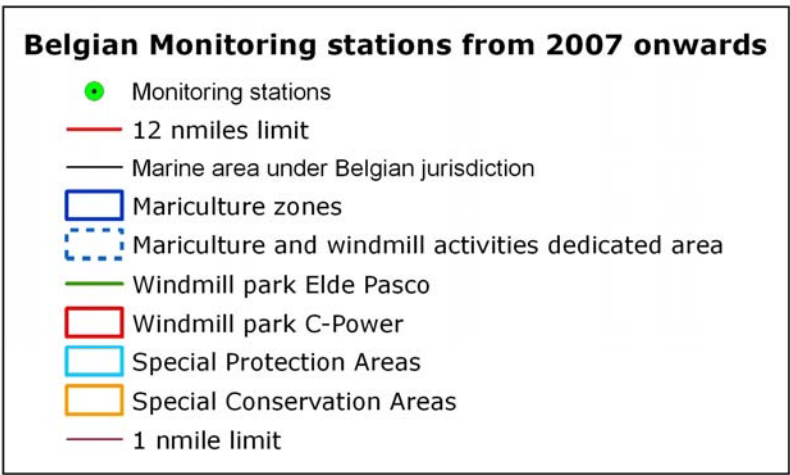 Belgian Monitoring stations from 2007 onwards
Monitoring stations
12 nmiles limit
Marine area under Belgian jurisdiction
Mariculture zones
Mariculture and windmill activities dedicated area
Windmill park Elde Pasco
Windmill park C-Power
Special Protection Areas
Special Conservation Areas
1 nmile limit